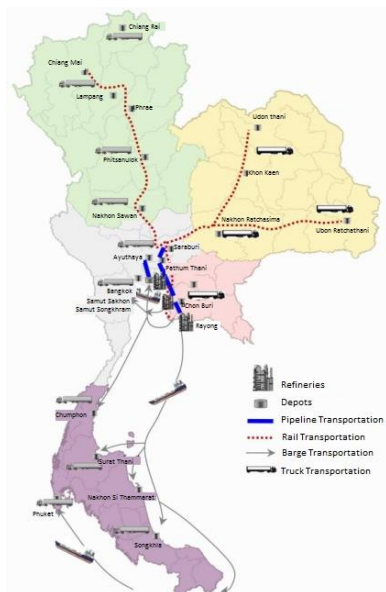 Chiang Rai
Chiang Mai
Lampang
Phrae
Udon thani
Phitsanulok
Khon Kaen
Nakhon Sawan
Nakhon Ratchasima
Ubon Ratchathani
Saraburi
Ayuthaya
Pathum Thani
Bangkok
Samut Sakhon
Samut Songkhram
Chon Buri
Rayong
Refineries
Depots
Pipeline Transportation
Rail Transportation
Barge Transportation
Truck Transportation
Chumphon
Surat Thani
Nakhon Si Thammarat
Phuket
Songkhla